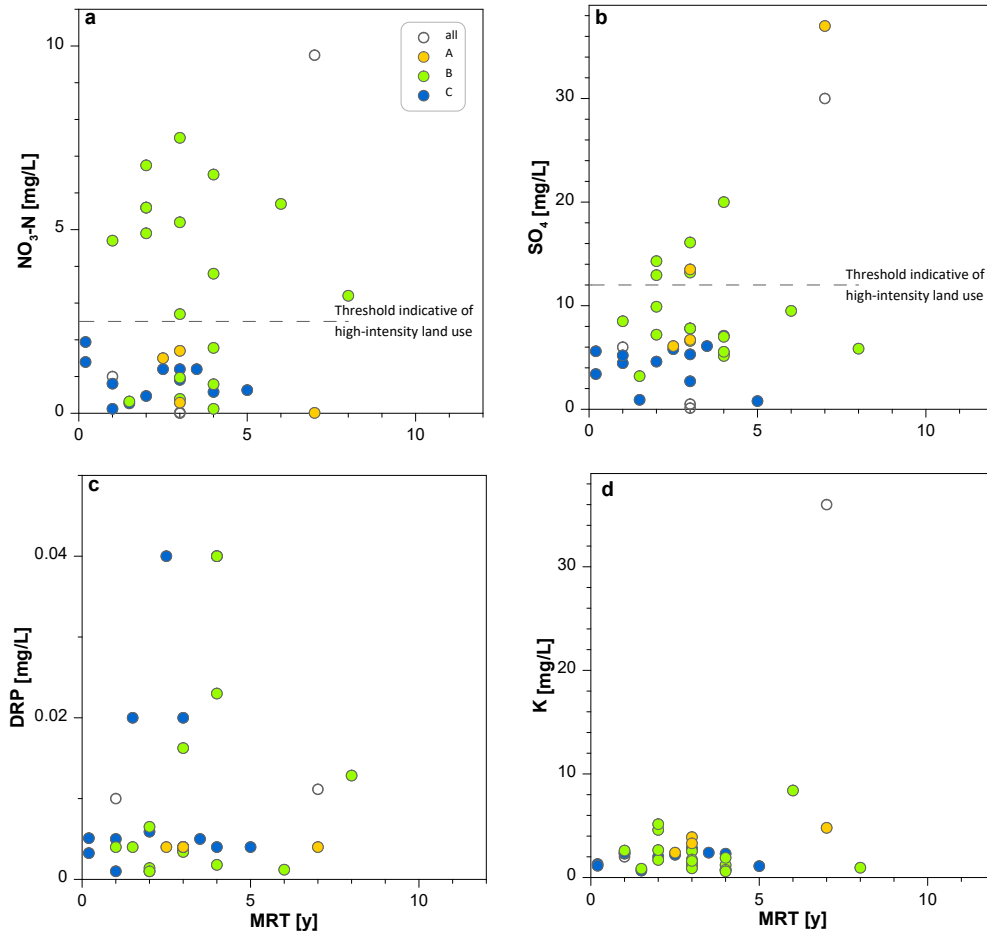 a
all
A
B
C
10
5
0
NO₃-N [mg/L]
Threshold indicative of
high-intensity land use
0
5
10
b
30
20
10
0
SO₄ [mg/L]
Threshold indicative of
high-intensity land use
0
5
10
c
0.04
0.02
0
DRP [mg/L]
0
5
10
MRT [y]
d
30
20
10
0
K [mg/L]
0
5
10
MRT [y]